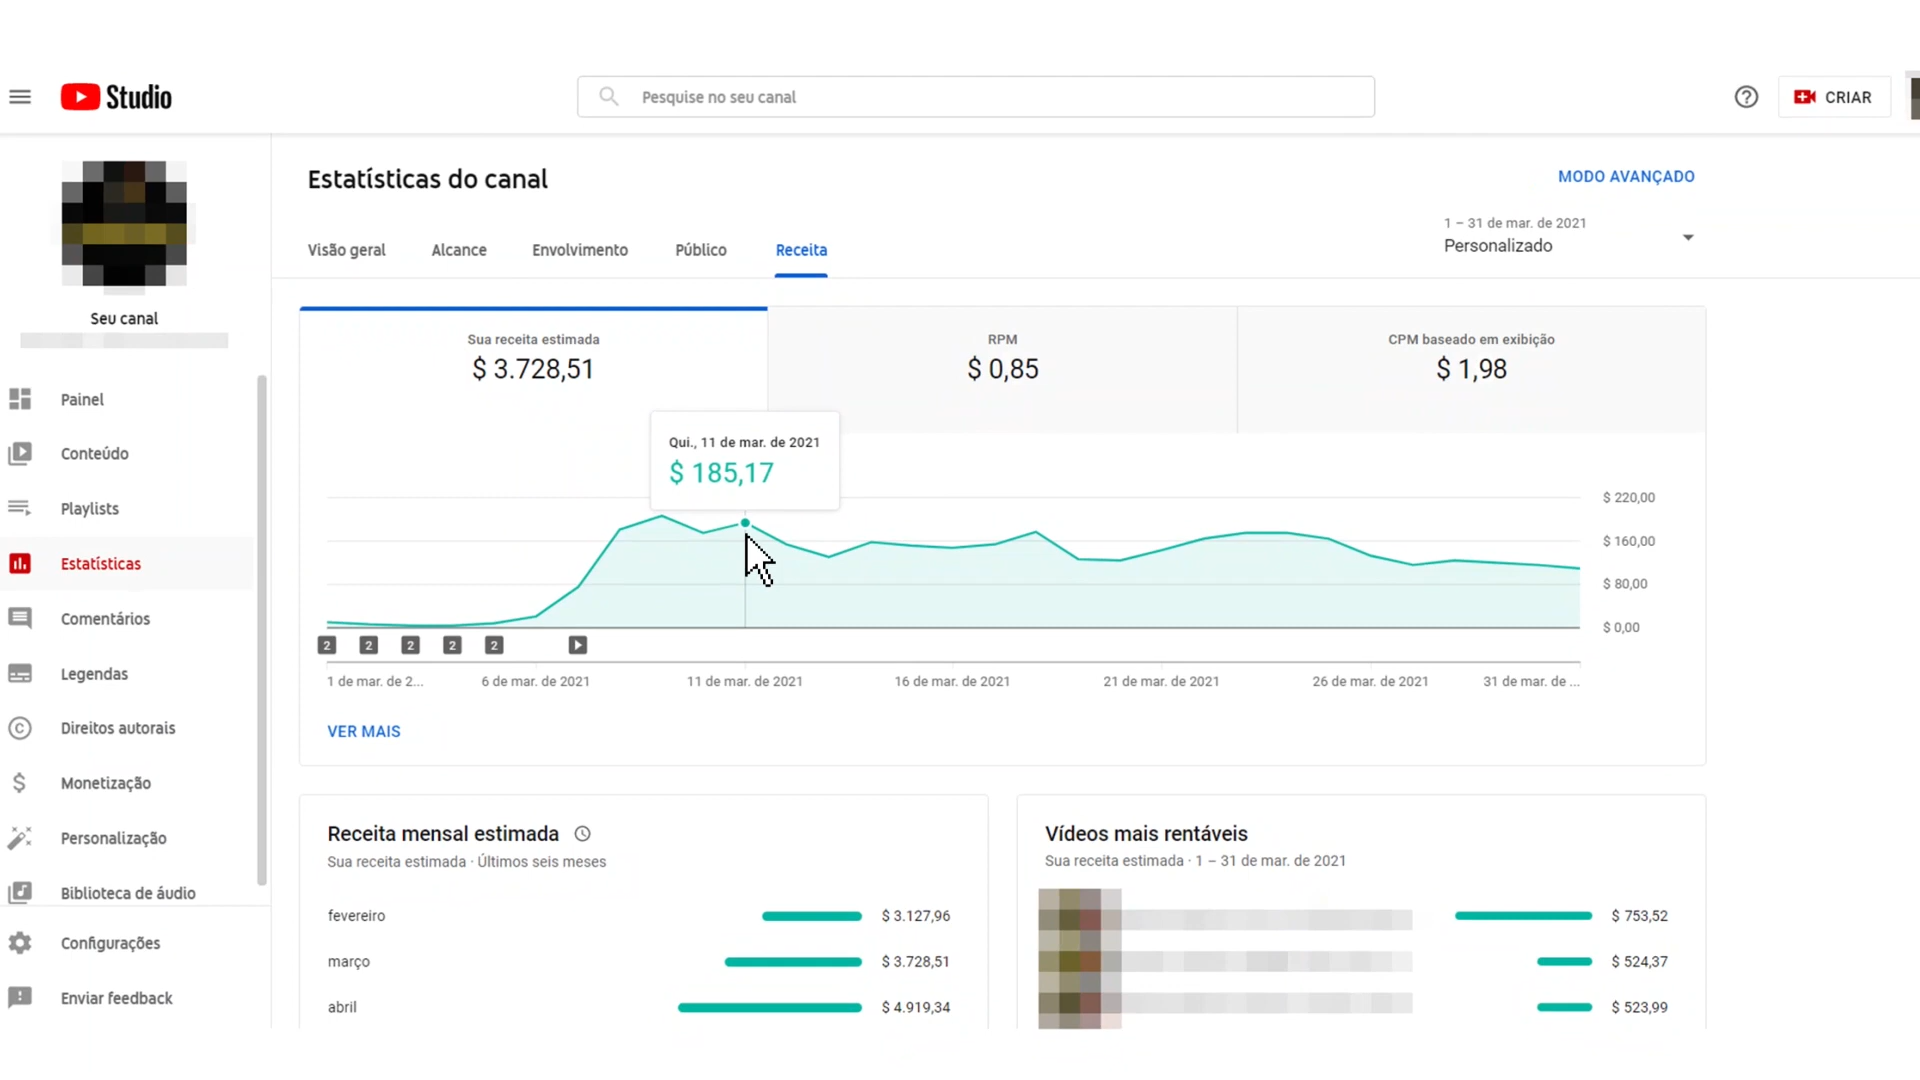 Studio
Pesquise no seu canal
CRIAR
Seu canal
Painel
Conteúdo
Playlists
Estatísticas
Comentários
Legendas
Direitos autorais
Monetização
Personalização
Biblioteca de áudio
Configurações
Enviar feedback
Estatísticas do canal
MODO AVANÇADO
Visão geral
Alcance
Envolvimento
Público
Receita
1 – 31 de mar. de 2021
Personalizado
Sua receita estimada
$ 3.728,51
RPM
$ 0,85
CPM baseado em exibição
$ 1,98
Qui., 11 de mar. de 2021
$ 185,17
$ 220,00
$ 160,00
$ 80,00
$ 0,00
2 2 2 2 2
1 de mar. de 2... 6 de mar. de 2021 11 de mar. de 2021 16 de mar. de 2021 21 de mar. de 2021 26 de mar. de 2021 31 de mar. de ...
VER MAIS
Receita mensal estimada
Sua receita estimada · Últimos seis meses
fevereiro $ 3.127,96
março $ 3.728,51
abril $ 4.919,34
Vídeos mais rentáveis
Sua receita estimada · 1 – 31 de mar. de 2021
$ 753,52
$ 524,37
$ 523,99